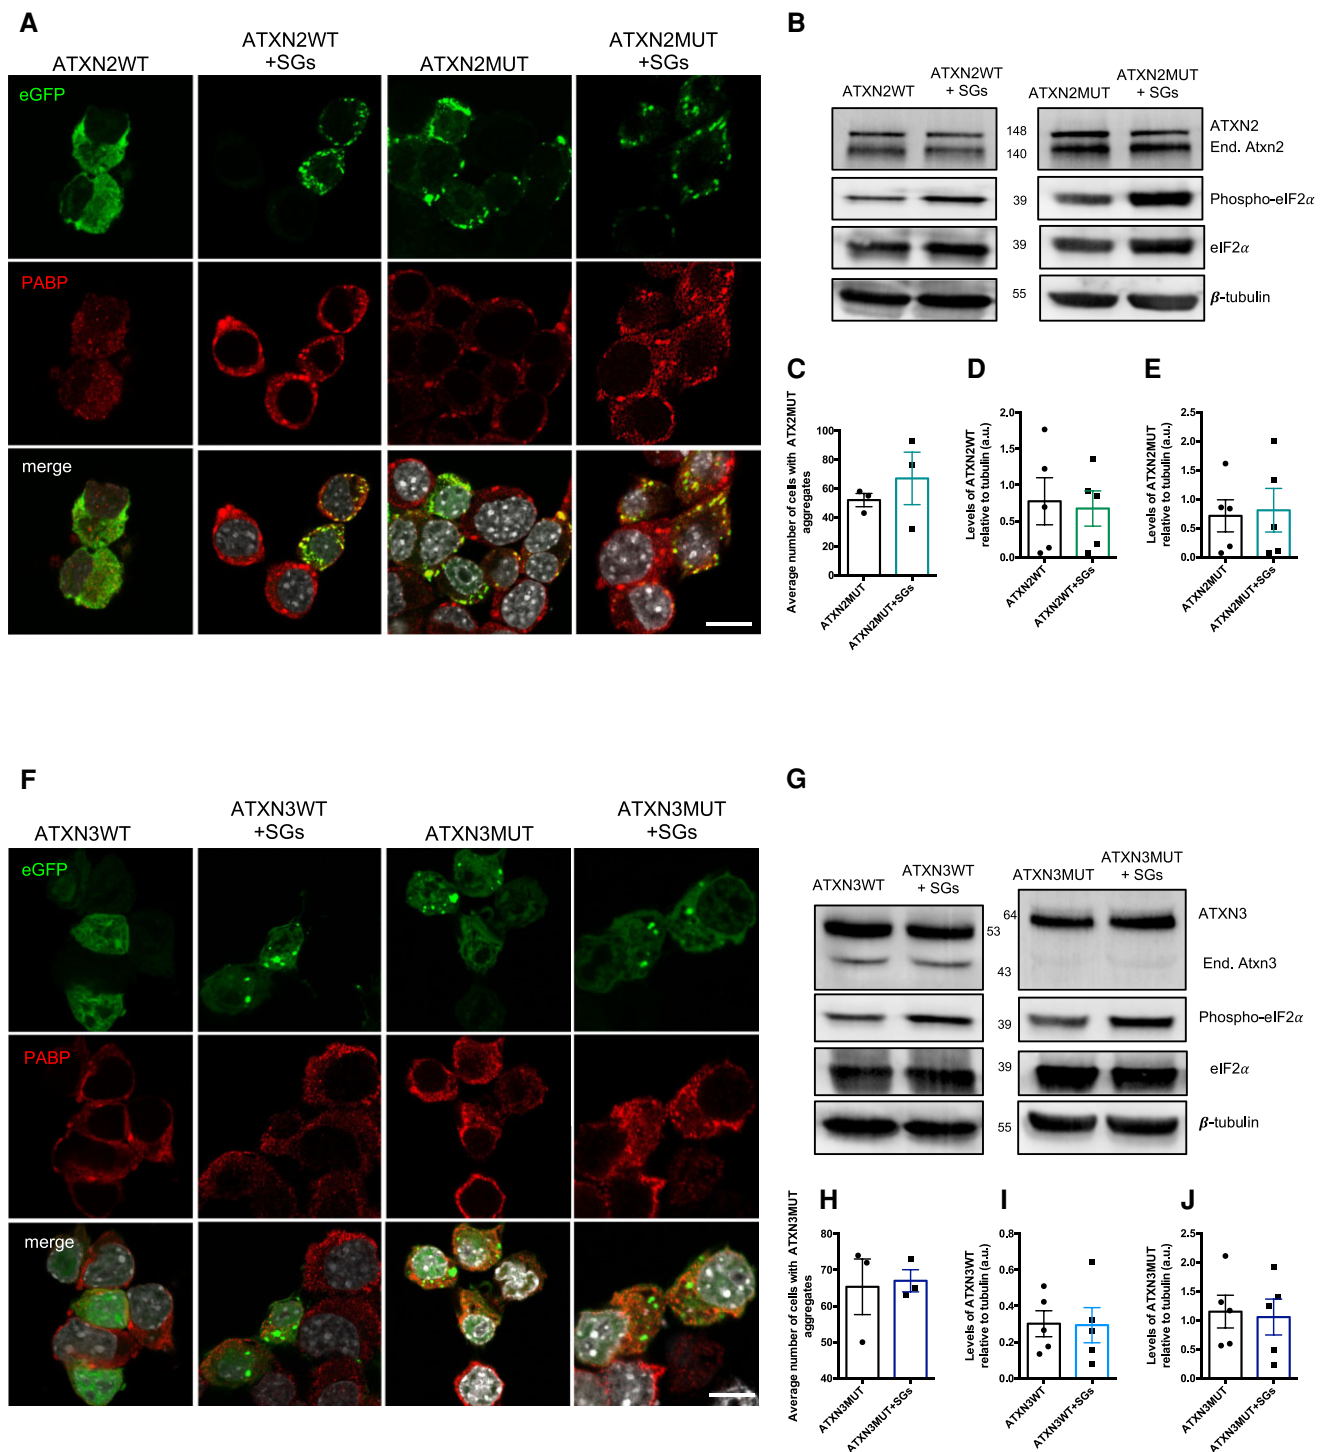 A
ATXN2WT
ATXN2WT
+SGs
ATXN2MUT
ATXN2MUT
+SGs
eGFP
PABP
merge
B
ATXN2WT
ATXN2WT
+ SGs
ATXN2MUT
ATXN2MUT
+ SGs
148
140
39
39
55
ATXN2
End. Atxn2
Phospho-eIF2α
eIF2α
β-tubulin
C
Average number of cells with ATX2MUT
aggregates
100
80
60
40
20
0
ATXN2MUT
ATXN2MUT+SGs
D
Levels of ATXN2WT
relative to tubulin (a.u.)
2.0
1.5
1.0
0.5
0.0
ATXN2WT
ATXN2WT+SGs
E
Levels of ATXN2MUT
relative to tubulin (a.u.)
2.5
2.0
1.5
1.0
0.5
0.0
ATXN2MUT
ATXN2MUT+SGs
F
ATXN3WT
ATXN3WT
+SGs
ATXN3MUT
ATXN3MUT
+SGs
eGFP
PABP
merge
G
ATXN3WT
ATXN3WT
+ SGs
ATXN3MUT
ATXN3MUT
+ SGs
64
53
43
39
55
ATXN3
End. Atxn3
Phospho-eIF2α
eIF2α
β-tubulin
H
Average number of cells with ATXN3MUT
aggregates
80
70
60
50
40
ATXN3MUT
ATXN3MUT+SGs
I
Levels of ATXN3WT
relative to tubulin (a.u.)
0.8
0.6
0.4
0.2
0.0
ATXN3WT
ATXN3WT+SGs
J
Levels of ATXN3MUT
relative to tubulin (a.u.)
2.5
2.0
1.5
1.0
0.5
0.0
ATXN3MUT
ATXN3MUT+SGs